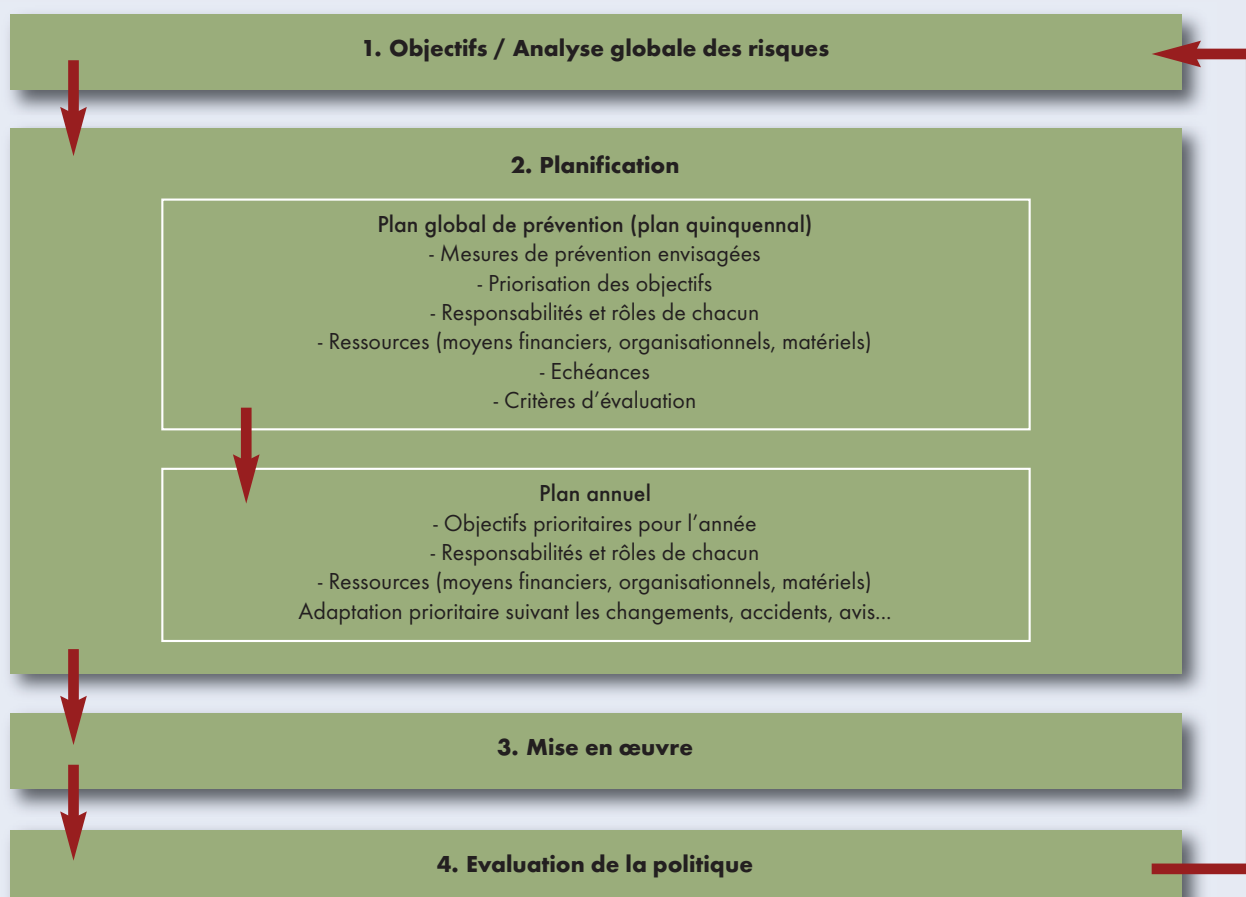 1. Objectifs / Analyse globale des risques
2. Planification
Plan global de prévention (plan quinquennal)
- Mesures de prévention envisagées
- Priorisation des objectifs
- Responsabilités et rôles de chacun
- Ressources (moyens financiers, organisationnels, matériels)
- Echéances
- Critères d'évaluation
Plan annuel
- Objectifs prioritaires pour l'année
- Responsabilités et rôles de chacun
- Ressources (moyens financiers, organisationnels, matériels)
Adaptation prioritaire suivant les changements, accidents, avis...
3. Mise en œuvre
4. Evaluation de la politique